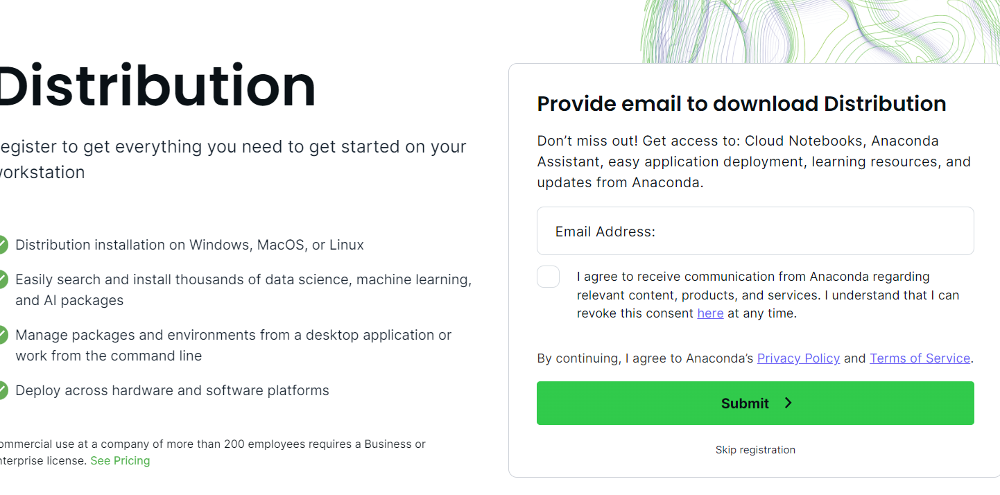 Distribution
egister to get everything you need to get started on your
workstation
Distribution installation on Windows, MacOS, or Linux
Easily search and install thousands of data science, machine learning,
and AI packages
Manage packages and environments from a desktop application or
work from the command line
Deploy across hardware and software platforms
ommercial use at a company of more than 200 employees requires a Business or
nterprise license. See Pricing
Provide email to download Distribution
Don’t miss out! Get access to: Cloud Notebooks, Anaconda
Assistant, easy application deployment, learning resources, and
updates from Anaconda.
Email Address:
I agree to receive communication from Anaconda regarding
relevant content, products, and services. I understand that I can
revoke this consent here at any time.
By continuing, I agree to Anaconda’s Privacy Policy and Terms of Service.
Submit
Skip registration